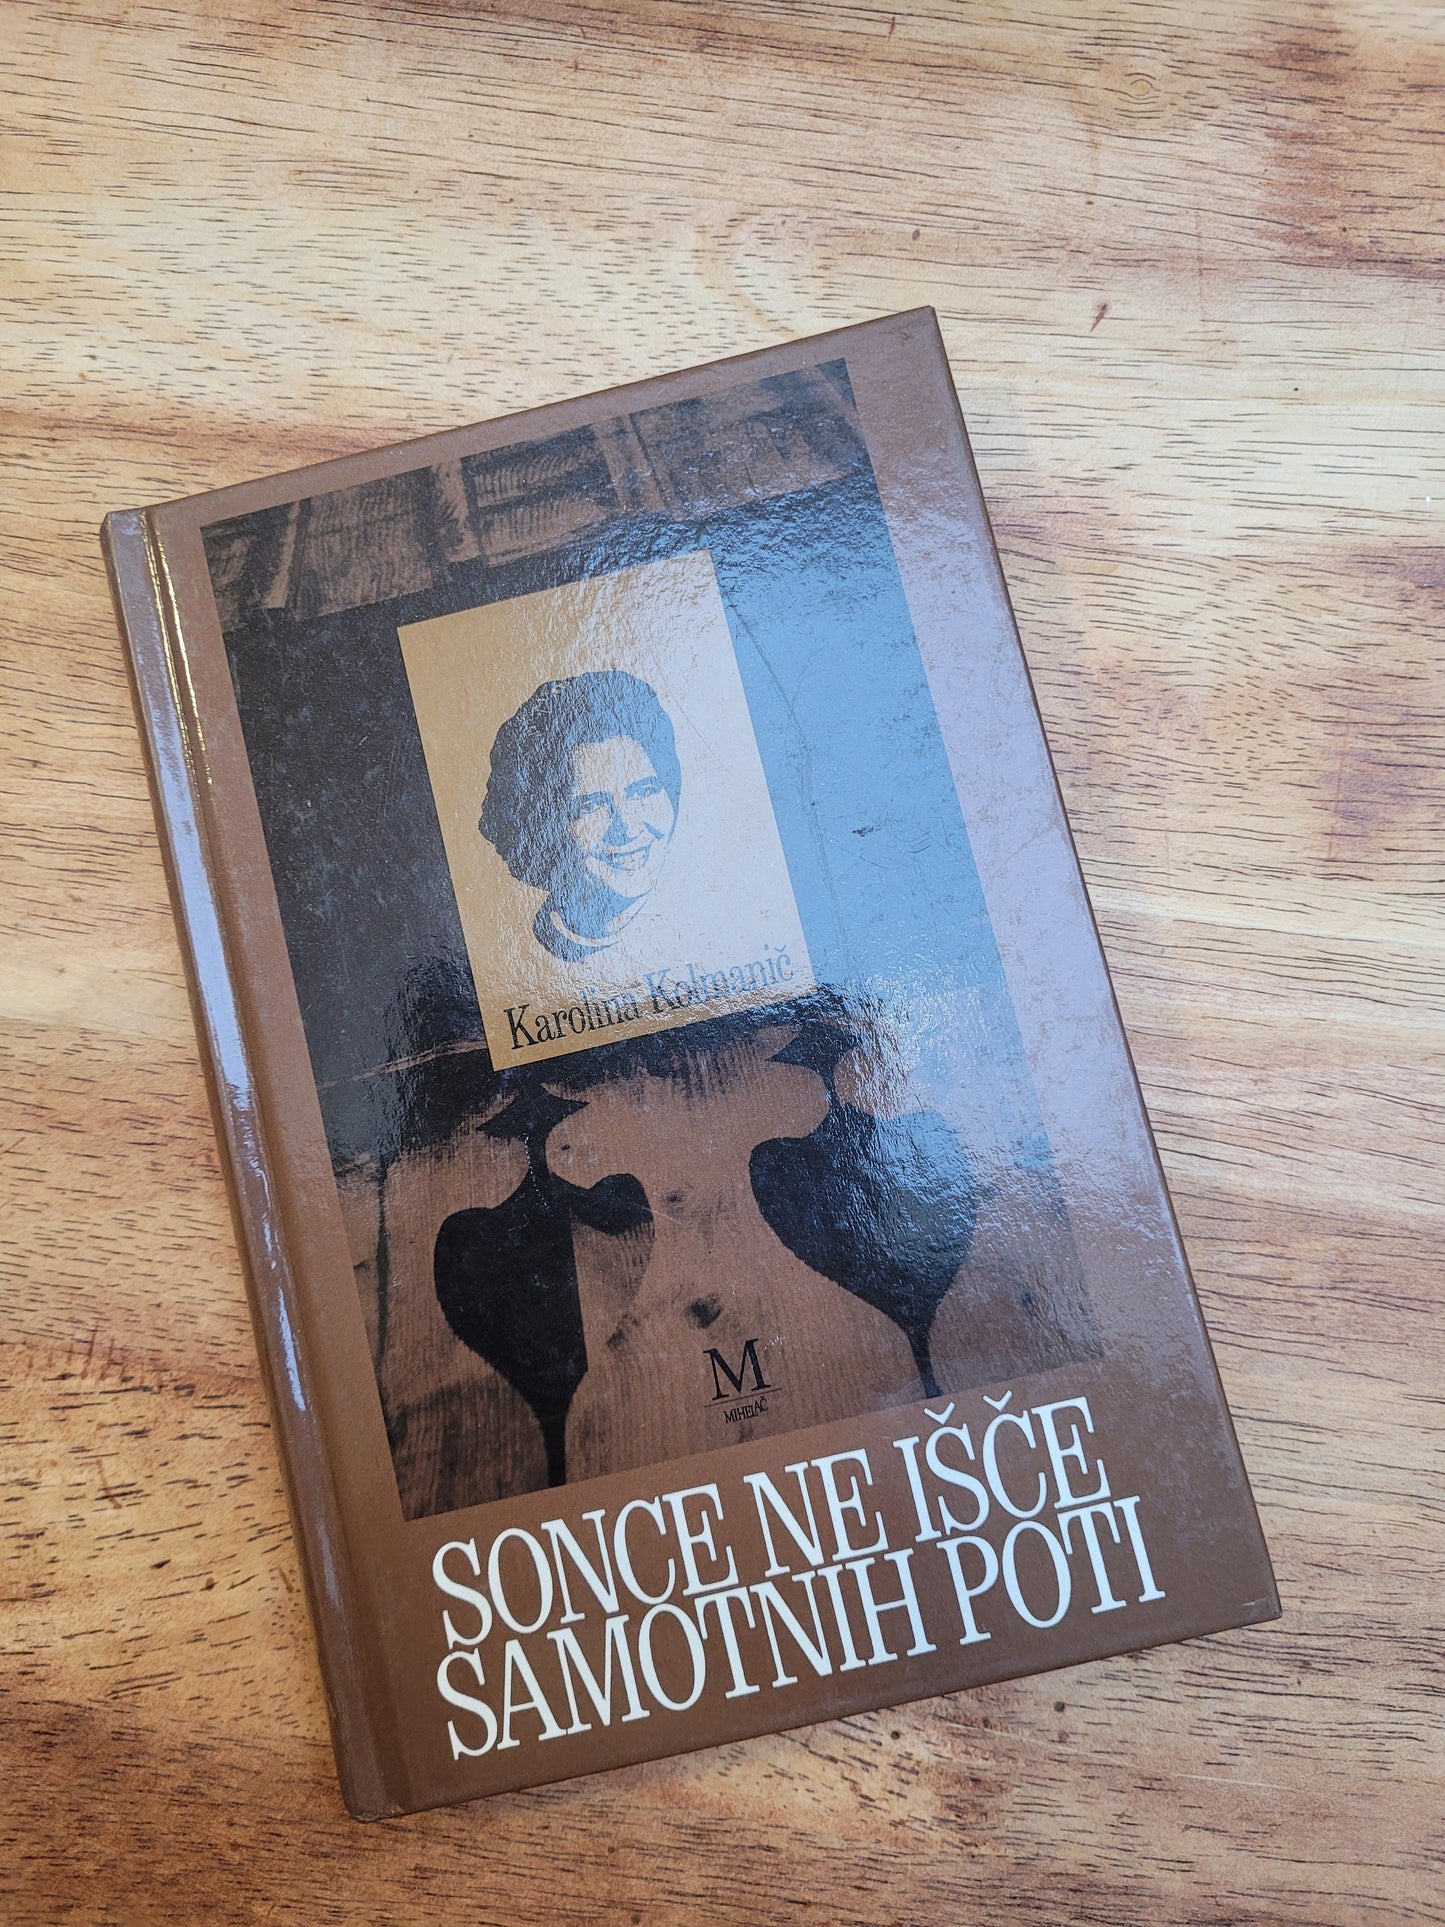 Karolina Kolmanič
M
MIHELAČ
SONCE NE IŠČE
SAMOTNIH POTI